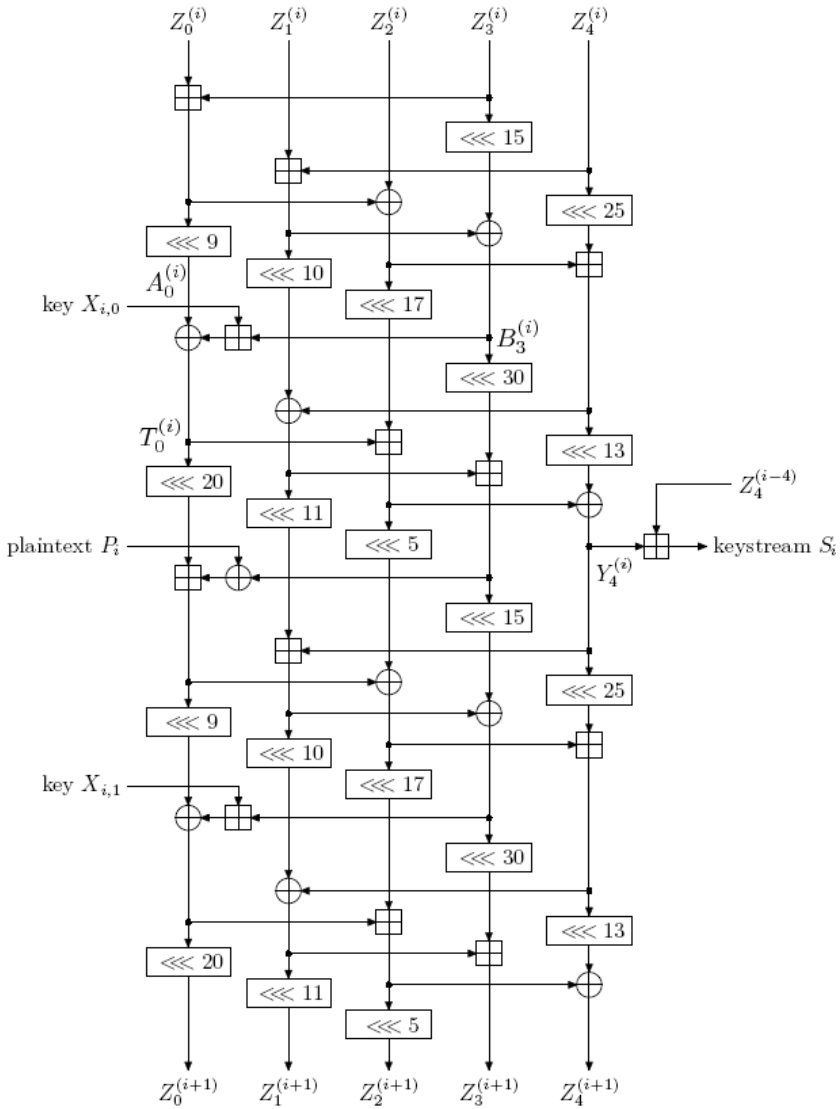 Z_0^{(i)} Z_1^{(i)} Z_2^{(i)} Z_3^{(i)} Z_4^{(i)}
⋘ 15
⋘ 25
⋘ 9
A_0^{(i)}
⋘ 10
key X_{i,0}
⋘ 17
B_3^{(i)}
⋘ 30
T_0^{(i)}
⋘ 13
⋘ 20
Z_4^{(i−4)}
⋘ 11
plaintext P_i
⋘ 5
keystream S_i
Y_4^{(i)}
⋘ 15
⋘ 25
⋘ 9
⋘ 10
key X_{i,1}
⋘ 17
⋘ 30
⋘ 13
⋘ 20
⋘ 11
⋘ 5
Z_0^{(i+1)} Z_1^{(i+1)} Z_2^{(i+1)} Z_3^{(i+1)} Z_4^{(i+1)}